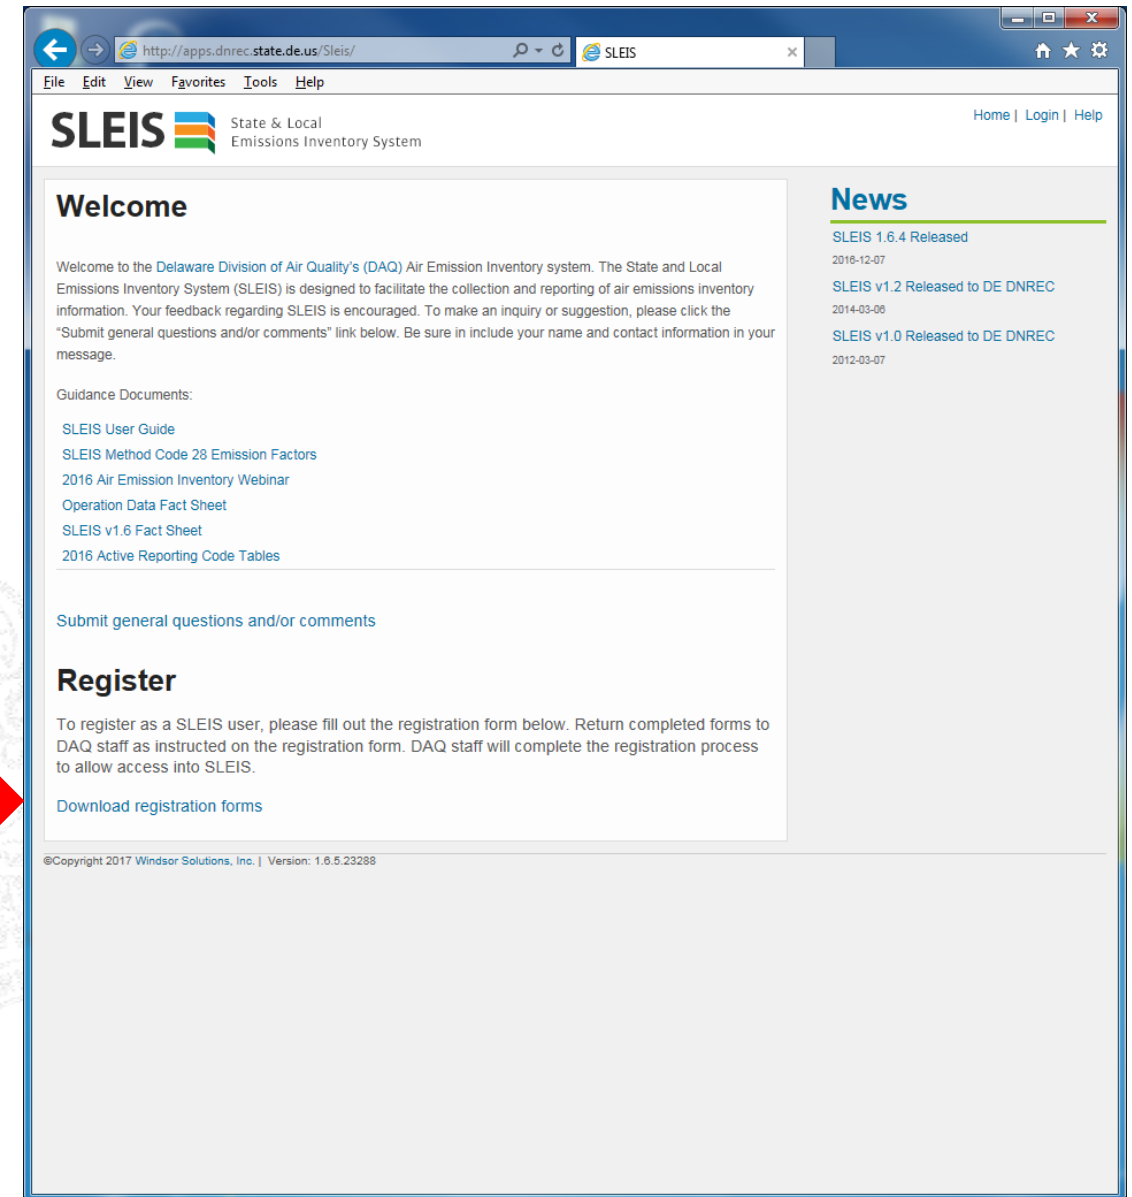 http://apps.dnrec.state.de.us/Sleis/
SLEIS
File Edit View Favorites Tools Help
SLEIS
State & Local
Emissions Inventory System
Home | Login | Help
Welcome
Welcome to the Delaware Division of Air Quality's (DAQ) Air Emission Inventory system. The State and Local
Emissions Inventory System (SLEIS) is designed to facilitate the collection and reporting of air emissions inventory
information. Your feedback regarding SLEIS is encouraged. To make an inquiry or suggestion, please click the
“Submit general questions and/or comments” link below. Be sure in include your name and contact information in your
message.
Guidance Documents:
SLEIS User Guide
SLEIS Method Code 28 Emission Factors
2016 Air Emission Inventory Webinar
Operation Data Fact Sheet
SLEIS v1.6 Fact Sheet
2016 Active Reporting Code Tables
Submit general questions and/or comments
Register
To register as a SLEIS user, please fill out the registration form below. Return completed forms to
DAQ staff as instructed on the registration form. DAQ staff will complete the registration process
to allow access into SLEIS.
Download registration forms
News
SLEIS 1.6.4 Released
2016-12-07
SLEIS v1.2 Released to DE DNREC
2014-03-06
SLEIS v1.0 Released to DE DNREC
2012-03-07
©Copyright 2017 Windsor Solutions, Inc. | Version: 1.6.5.23288